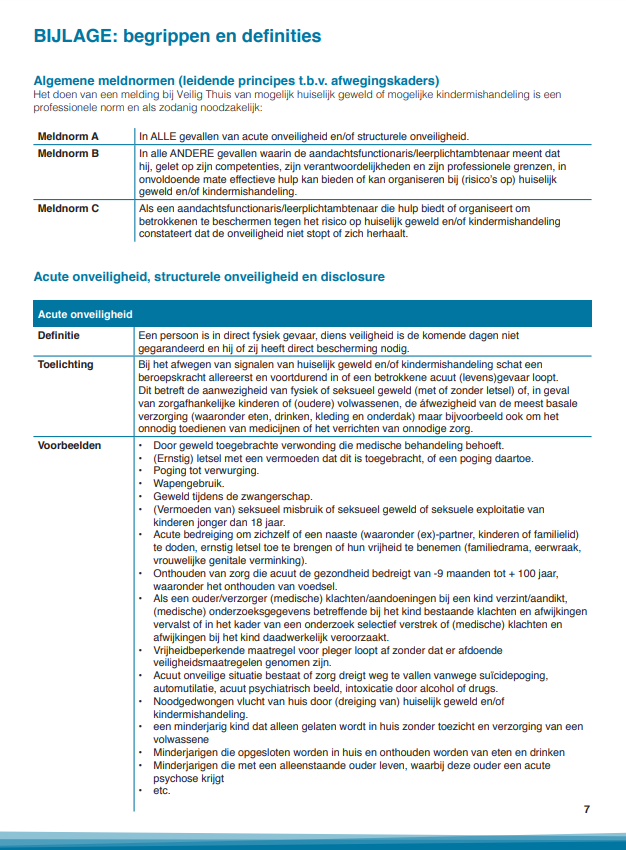 BIJLAGE: begrippen en definities
Algemene meldnormen (leidende principes t.b.v. afwegingskaders)
Het doen van een melding bij Veilig Thuis van mogelijk huiselijk geweld of mogelijke kindermishandeling is een
professionele norm en als zodanig noodzakelijk:
Meldnorm A
In ALLE gevallen van acute onveiligheid en/of structurele onveiligheid.
Meldnorm B
In alle ANDERE gevallen waarin de aandachtsfunctionaris/leerplichtambtenaar meent dat
hij, gelet op zijn competenties, zijn verantwoordelijkheden en zijn professionele grenzen, in
onvoldoende mate effectieve hulp kan bieden of kan organiseren bij (risico's op) huiselijk
geweld en/of kindermishandeling.
Meldnorm C
Als een aandachtsfunctionaris/leerplichtambtenaar die hulp biedt of organiseert om
betrokkenen te beschermen tegen het risico op huiselijk geweld en/of kindermishandeling
constateert dat de onveiligheid niet stopt of zich herhaalt.
Acute onveiligheid, structurele onveiligheid en disclosure
Acute onveiligheid
Definitie
Een persoon is in direct fysiek gevaar, diens veiligheid is de komende dagen niet
gegarandeerd en hij of zij heeft direct bescherming nodig.
Toelichting
Bij het afwegen van signalen van huiselijk geweld en/of kindermishandeling schat een
beroepskracht allereerst en voortdurend in of een betrokkene acuut (levens)gevaar loopt.
Dit betreft de aanwezigheid van fysiek of seksueel geweld (met of zonder letsel) of, in geval
van zorgafhankelijke kinderen of (oudere) volwassenen, de áfwezigheid van de meest basale
verzorging (waaronder eten, drinken, kleding en onderdak) maar bijvoorbeeld ook om het
onnodig toedienen van medicijnen of het verrichten van onnodige zorg.
Voorbeelden
• Door geweld toegebrachte verwonding die medische behandeling behoeft.
• (Ernstig) letsel met een vermoeden dat dit is toegebracht, of een poging daartoe.
• Poging tot verwurging.
• Wapengebruik.
• Geweld tijdens de zwangerschap.
• (Vermoeden van) seksueel misbruik of seksueel geweld of seksuele exploitatie van
kinderen jonger dan 18 jaar.
• Acute bedreiging om zichzelf of een naaste (waaronder (ex)-partner, kinderen of familielid)
te doden, ernstig letsel toe te brengen of hun vrijheid te benemen (familiedrama, eerwraak,
vrouwelijke genitale verminking).
• Onthouden van zorg die acuut de gezondheid bedreigt van -9 maanden tot + 100 jaar,
waaronder het onthouden van voedsel.
• Als een ouder/verzorger (medische) klachten/aandoeningen bij een kind verzint/aandikt,
(medische) onderzoeksgegevens betreffende bij het kind bestaande klachten en afwijkingen
vervalst of in het kader van een onderzoek selectief verstrek of (medische) klachten en
afwijkingen bij het kind daadwerkelijk veroorzaakt.
• Vrijheidbeperkende maatregel voor pleger loopt af zonder dat er afdoende
veiligheidsmaatregelen genomen zijn.
• Acuut onveilige situatie bestaat of zorg dreigt weg te vallen vanwege suïcidepoging,
automutilatie, acuut psychiatrisch beeld, intoxicatie door alcohol of drugs.
• Noodgedwongen vlucht van huis door (dreiging van) huiselijk geweld en/of
kindermishandeling.
• een minderjarig kind dat alleen gelaten wordt in huis zonder toezicht en verzorging van een
volwassene
• Minderjarigen die opgesloten worden in huis en onthouden worden van eten en drinken
• Minderjarigen die met een alleenstaande ouder leven, waarbij deze ouder een acute
psychose krijgt
• etc.
7